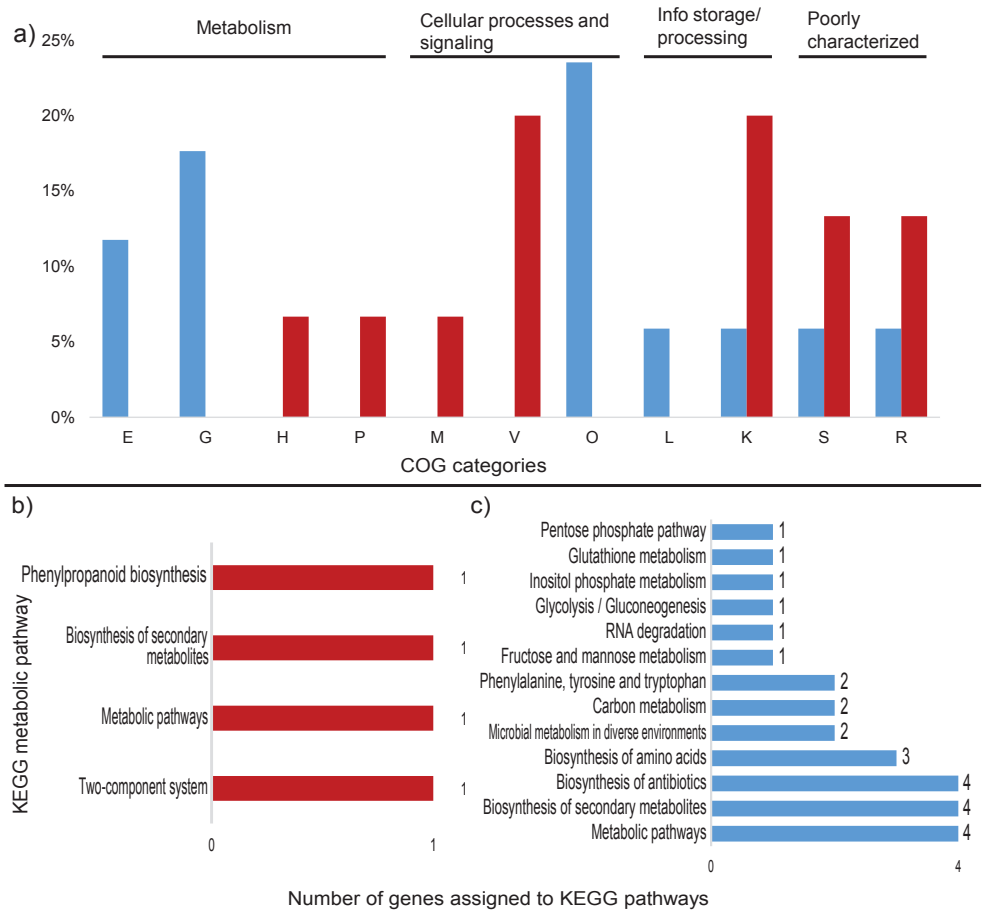 a)
Metabolism
Cellular processes and
signaling
Info storage/
processing
Poorly
characterized
25%
20%
15%
10%
5%
0%
E G H P M V O L K S R
COG categories
b)
KEGG metabolic pathway
Phenylpropanoid biosynthesis
1
Biosynthesis of secondary
metabolites
1
Metabolic pathways
1
Two-component system
1
0 1
c)
Pentose phosphate pathway
1
Glutathione metabolism
1
Inositol phosphate metabolism
1
Glycolysis / Gluconeogenesis
1
RNA degradation
1
Fructose and mannose metabolism
1
Phenylalanine, tyrosine and tryptophan
2
Carbon metabolism
2
Microbial metabolism in diverse environments
2
Biosynthesis of amino acids
3
Biosynthesis of antibiotics
4
Biosynthesis of secondary metabolites
4
Metabolic pathways
4
0 4
Number of genes assigned to KEGG pathways